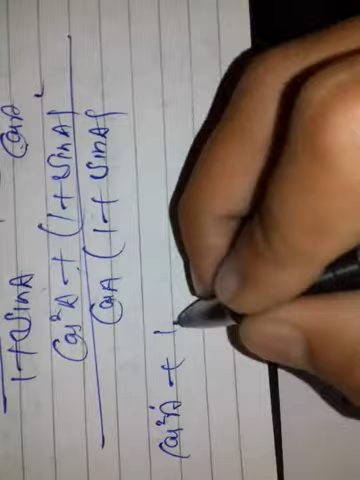 1+SinA CosA
Cos²A + (1+SinA)
CosA (1+SinA)
Cos²A + 1